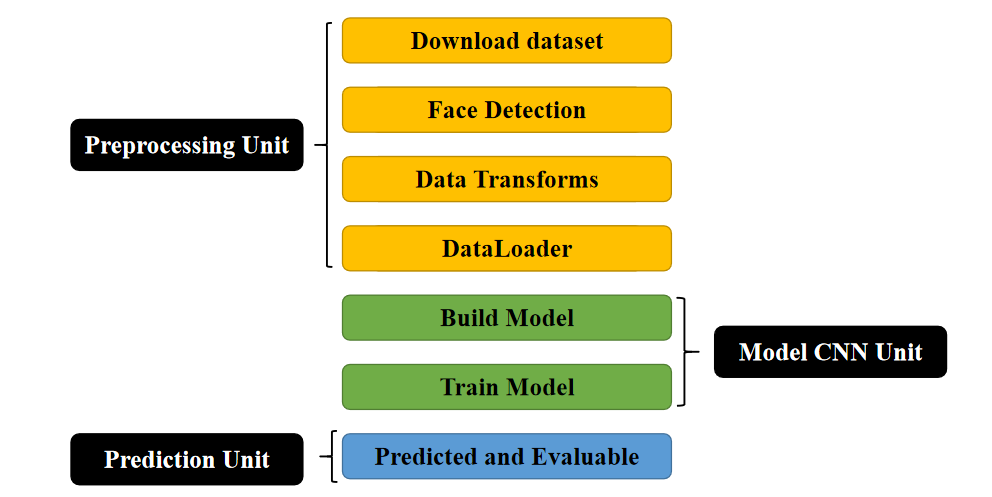 Download dataset
Face Detection
Preprocessing Unit
Data Transforms
DataLoader
Build Model
Model CNN Unit
Train Model
Prediction Unit
Predicted and Evaluable